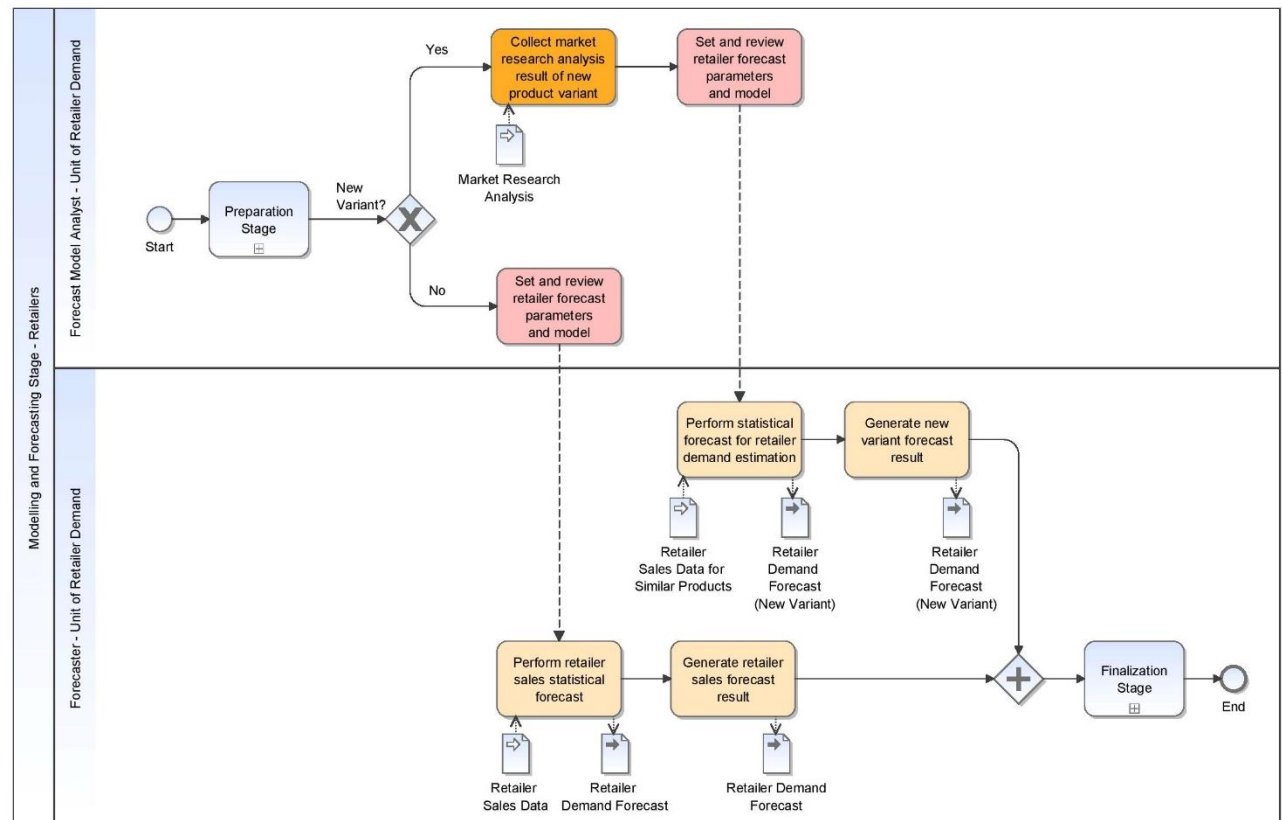 Modelling and Forecasting Stage - Retailers
Forecast Model Analyst - Unit of Retailer Demand
Start
Preparation
Stage
New
Variant?
Yes
Collect market
research analysis
result of new
product variant
Market Research
Analysis
Set and review
retailer forecast
parameters
and model
No
Set and review
retailer forecast
parameters
and model
Forecaster - Unit of Retailer Demand
Perform statistical
forecast for retailer
demand estimation
Retailer
Sales Data for
Similar Products
Retailer
Demand
Forecast
(New Variant)
Generate new
variant forecast
result
Retailer
Demand
Forecast
(New Variant)
Perform retailer
sales statistical
forecast
Retailer
Sales Data
Retailer
Demand Forecast
Generate retailer
sales forecast
result
Retailer Demand
Forecast
Finalization
Stage
End